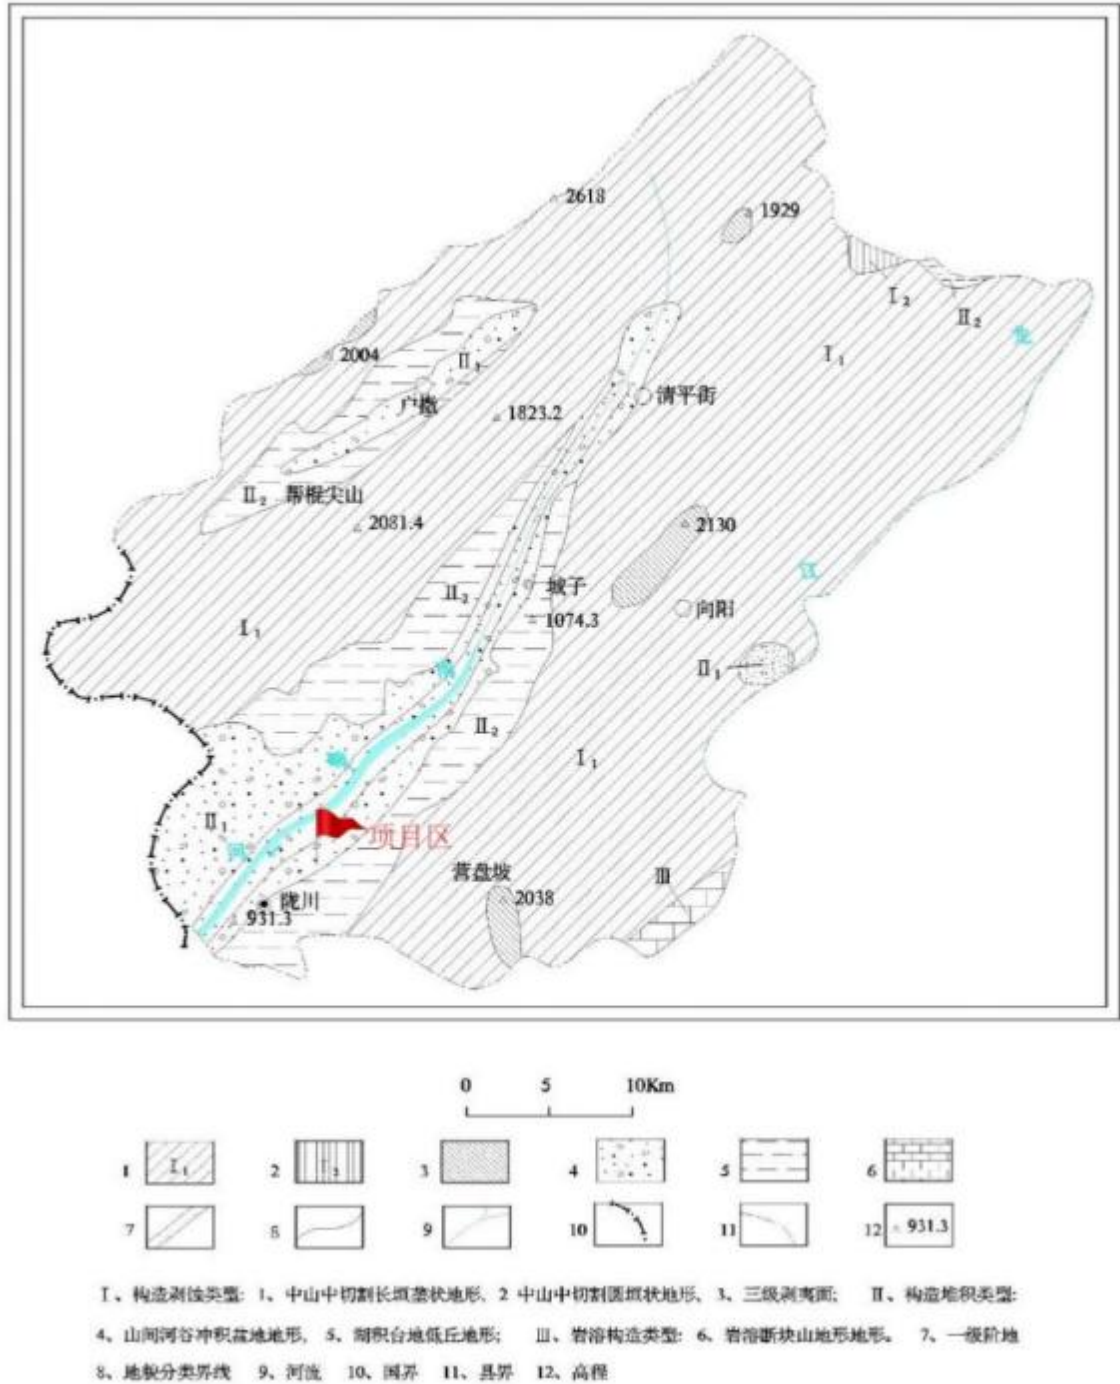 2618
1929
Ⅰ₂
Ⅱ₂
龙
2004
Ⅱ₁
Ⅰ₁
户撒
1823.2
清平街
Ⅱ₂ 帮棍尖山
2081.4
2130
江
Ⅱ₂
城子
1074.3
向阳
Ⅰ₁
Ⅱ₁
Ⅱ₂
Ⅰ₁
Ⅱ₁
项目区
河
营盘坡
Ⅲ
陇川
2038
931.3
0 5 10Km
1 Ⅰ₁ 2 Ⅰ₂ 3 4 5 6
7 8 9 10 11 12 931.3
Ⅰ、构造剥蚀类型: 1、中山中切割长垣垄状地形、2 中山中切割圆垣状地形、3、三级剥夷面; Ⅱ、构造堆积类型:
4、山间河谷冲积盆地地形、5、湖积台地低丘地形; Ⅲ、岩溶构造类型: 6、岩溶断块山地形地形。 7、一级阶地
8、地貌分类界线 9、河流 10、国界 11、县界 12、高程